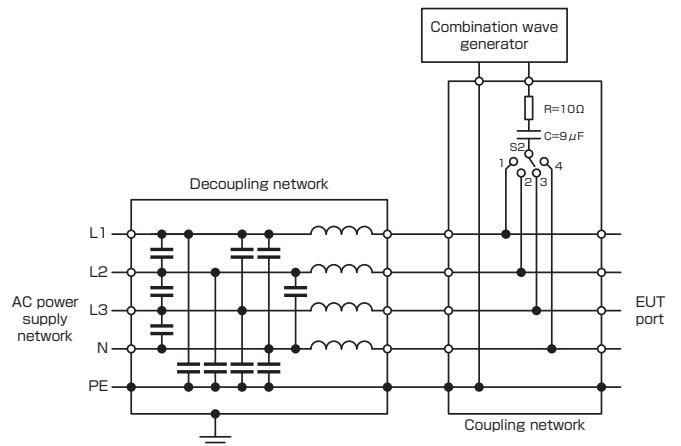 Combination wave
generator
R=10Ω
C=9μF
S2
1
4
2
3
Decoupling network
L1
L2
L3
N
PE
AC power
supply
network
EUT
port
Coupling network